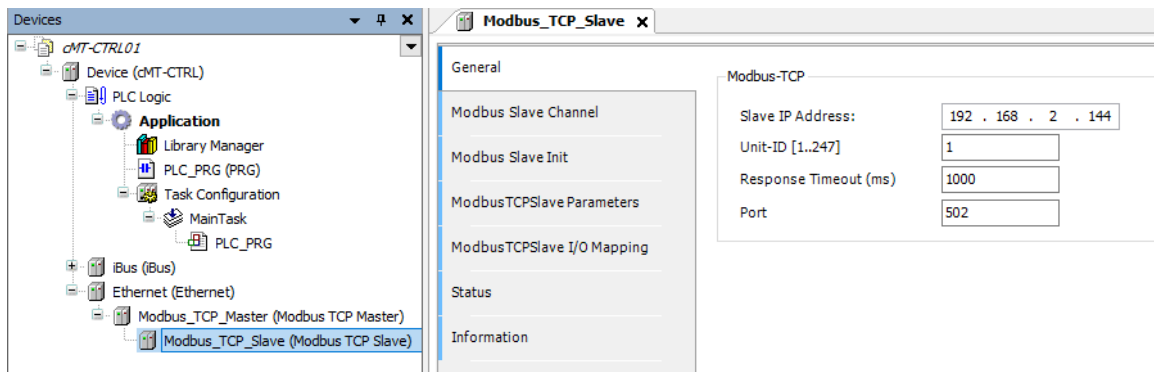 Devices
cMT-CTRL01
Device (cMT-CTRL)
PLC Logic
Application
Library Manager
PLC_PRG (PRG)
Task Configuration
MainTask
PLC_PRG
iBus (iBus)
Ethernet (Ethernet)
Modbus_TCP_Master (Modbus TCP Master)
Modbus_TCP_Slave (Modbus TCP Slave)
Modbus_TCP_Slave X
General
Modbus Slave Channel
Modbus Slave Init
ModbusTCPSlave Parameters
ModbusTCPSlave I/O Mapping
Status
Information
Modbus-TCP
Slave IP Address: 192 . 168 . 2 . 144
Unit-ID [1..247] 1
Response Timeout (ms) 1000
Port 502